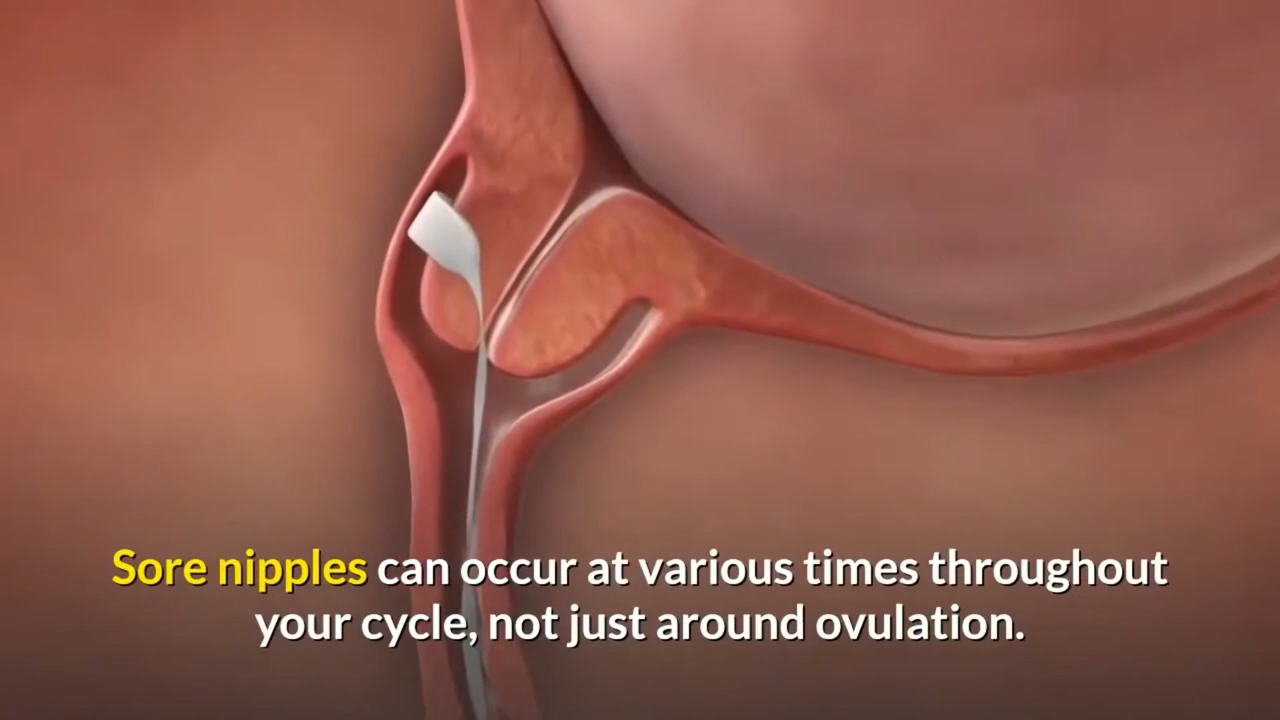 Sore nipples can occur at various times throughout
your cycle, not just around ovulation.